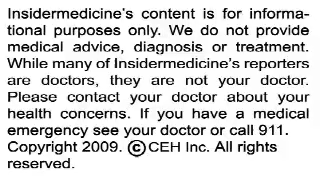 Insidermedicine's content is for informa-
tional purposes only. We do not provide
medical advice, diagnosis or treatment.
While many of Insidermedicine's reporters
are doctors, they are not your doctor.
Please contact your doctor about your
health concerns. If you have a medical
emergency see your doctor or call 911.
Copyright 2009. © CEH Inc. All rights
reserved.